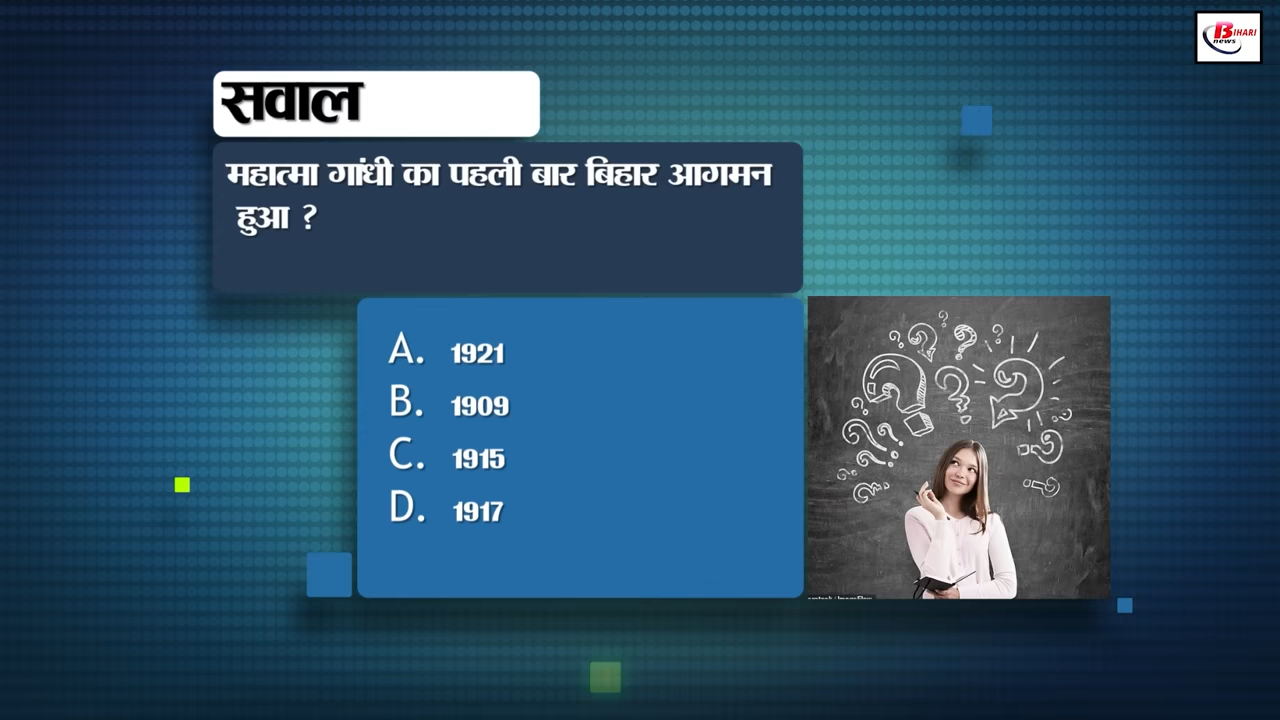 BIHARI
news
सवाल
महात्मा गांधी का पहली बार बिहार आगमन
हुआ ?
A. 1921
B. 1909
C. 1915
D. 1917